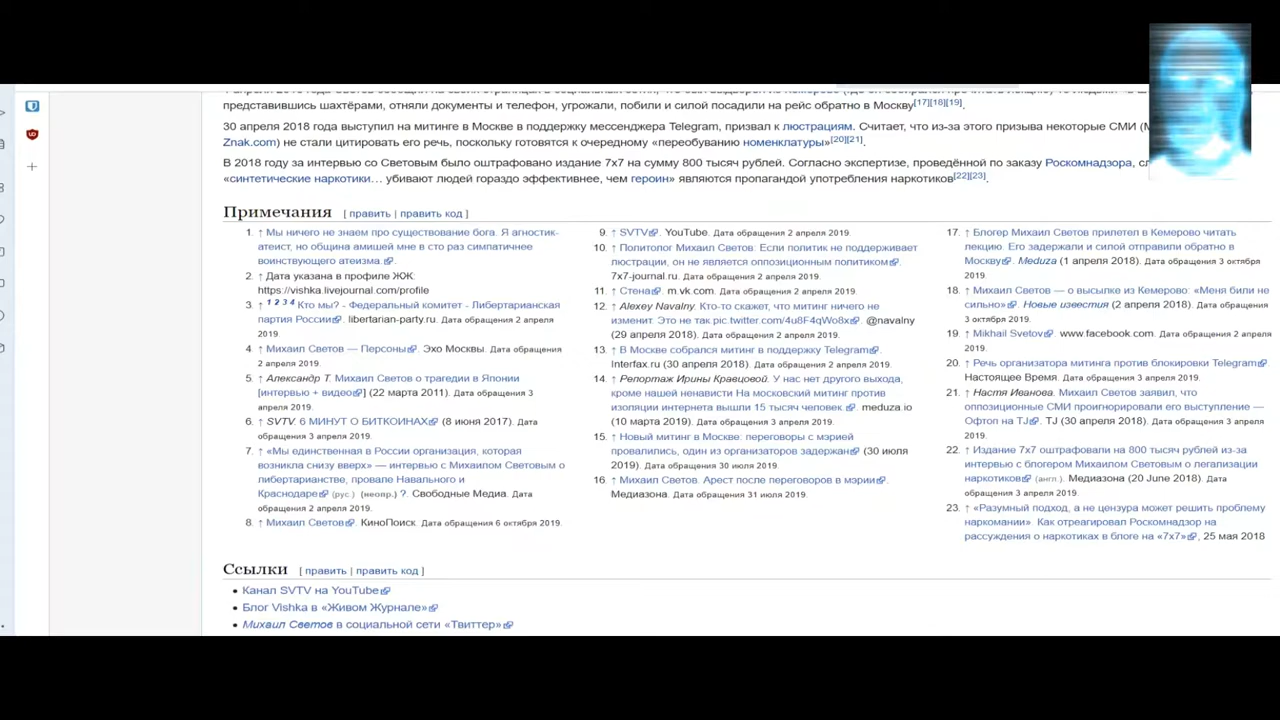 представившись шахтёрами, отняли документы и телефон, угрожали, побили и силой посадили на рейс обратно в Москву[17][18][19].
30 апреля 2018 года выступил на митинге в Москве в поддержку мессенджера Telegram, призвал к люстрациям. Считает, что из-за этого призыва некоторые СМИ (
Znak.com) не стали цитировать его речь, поскольку готовятся к очередному «переобуванию номенклатуры»[20][21].
В 2018 году за интервью со Световым было оштрафовано издание 7x7 на сумму 800 тысяч рублей. Согласно экспертизе, проведённой по заказу Роскомнадзора,
«синтетические наркотики… убивают людей гораздо эффективнее, чем героин» являются пропагандой употребления наркотиков[22][23].
Примечания [ править | править код ]
1. ↑ Мы ничего не знаем про существование бога. Я агностик-
атеист, но община амишей мне в сто раз симпатичнее
воинствующего атеизма.
2. ↑ Дата указана в профиле ЖЖ:
https://vishka.livejournal.com/profile
3. ↑ 1 2 3 4 Кто мы? - Федеральный комитет - Либертарианская
партия России. libertarian-party.ru. Дата обращения 2 апреля
2019.
4. ↑ Михаил Светов — Персоны. Эхо Москвы. Дата обращения
2 апреля 2019.
5. ↑ Александр Т. Михаил Светов о трагедии в Японии
[интервью + видео] (22 марта 2011). Дата обращения 3
апреля 2019.
6. ↑ SVTV. 6 МИНУТ О БИТКОИНАХ (8 июня 2017). Дата
обращения 3 апреля 2019.
7. ↑ «Мы единственная в России организация, которая
возникла снизу вверх» — интервью с Михаилом Световым о
либертарианстве, провале Навального и
Краснодаре (рус.) (неопр.) ?. Свободные Медиа. Дата
обращения 2 апреля 2019.
8. ↑ Михаил Светов. КиноПоиск. Дата обращения 6 октября 2019.
9. ↑ SVTV. YouTube. Дата обращения 2 апреля 2019.
10. ↑ Политолог Михаил Светов: Если политик не поддерживает
люстрации, он не является оппозиционным политиком.
7x7-journal.ru. Дата обращения 2 апреля 2019.
11. ↑ Стена. m.vk.com. Дата обращения 2 апреля 2019.
12. ↑ Alexey Navalny. Кто-то скажет, что митинг ничего не
изменит. Это не так.pic.twitter.com/4u8F4qWo8x. @navalny
(29 апреля 2018). Дата обращения 2 апреля 2019.
13. ↑ В Москве собрался митинг в поддержку Telegram.
Interfax.ru (30 апреля 2018). Дата обращения 2 апреля 2019.
14. ↑ Репортаж Ирины Кравцовой. У нас нет другого выхода,
кроме нашей ненависти На московский митинг против
изоляции интернета вышли 15 тысяч человек. meduza.io
(10 марта 2019). Дата обращения 3 апреля 2019.
15. ↑ Новый митинг в Москве: переговоры с мэрией
провалились, один из организаторов задержан (30 июля
2019). Дата обращения 30 июля 2019.
16. ↑ Михаил Светов. Арест после переговоров в мэрии.
Медиазона. Дата обращения 31 июля 2019.
17. ↑ Блогер Михаил Светов прилетел в Кемерово читать
лекцию. Его задержали и силой отправили обратно в
Москву. Meduza (1 апреля 2018). Дата обращения 3 октября
2019.
18. ↑ Михаил Светов — о высылке из Кемерово: «Меня били не
сильно». Новые известия (2 апреля 2018). Дата обращения
3 октября 2019.
19. ↑ Mikhail Svetov. www.facebook.com. Дата обращения 2 апреля
2019.
20. ↑ Речь организатора митинга против блокировки Telegram.
Настоящее Время. Дата обращения 3 апреля 2019.
21. ↑ Настя Иванова. Михаил Светов заявил, что
оппозиционные СМИ проигнорировали его выступление —
Офтоп на TJ. TJ (30 апреля 2018). Дата обращения 3 апреля
2019.
22. ↑ Издание 7x7 оштрафовали на 800 тысяч рублей из-за
интервью с блогером Михаилом Световым о легализации
наркотиков (англ.). Медиазона (20 June 2018). Дата
обращения 3 апреля 2019.
23. ↑ «Разумный подход, а не цензура может решить проблему
наркомании». Как отреагировал Роскомнадзор на
рассуждения о наркотиках в блоге на «7x7», 25 мая 2018
Ссылки [ править | править код ]
• Канал SVTV на YouTube
• Блог Vishka в «Живом Журнале»
• Михаил Светов в социальной сети «Твиттер»